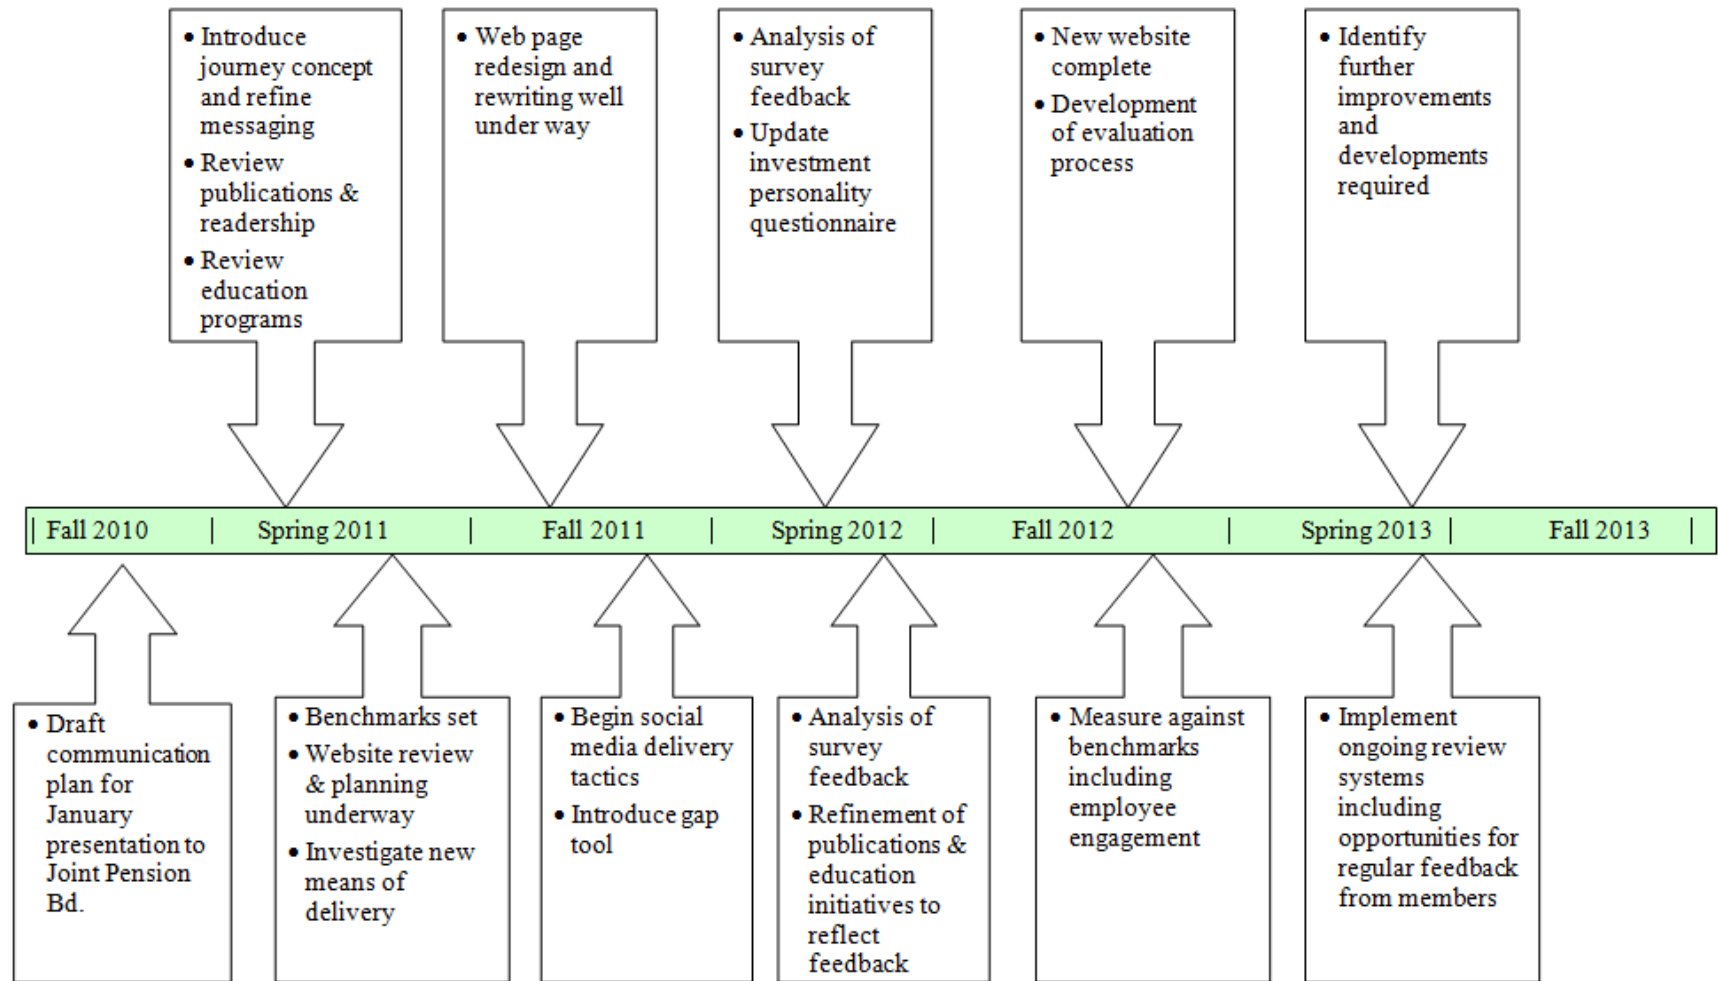 • Introduce
journey concept
and refine
messaging
• Review
publications &
readership
• Review
education
programs
• Web page
redesign and
rewriting well
under way
• Analysis of
survey
feedback
• Update
investment
personality
questionnaire
• New website
complete
• Development
of evaluation
process
• Identify
further
improvements
and
developments
required
| Fall 2010 | Spring 2011 | Fall 2011 | Spring 2012 | Fall 2012 | Spring 2013 | Fall 2013 |
• Draft
communication
plan for
January
presentation to
Joint Pension
Bd.
• Benchmarks set
• Website review
& planning
underway
• Investigate new
means of
delivery
• Begin social
media delivery
tactics
• Introduce gap
tool
• Analysis of
survey
feedback
• Refinement of
publications &
education
initiatives to
reflect
feedback
• Measure against
benchmarks
including
employee
engagement
• Implement
ongoing review
systems
including
opportunities for
regular feedback
from members